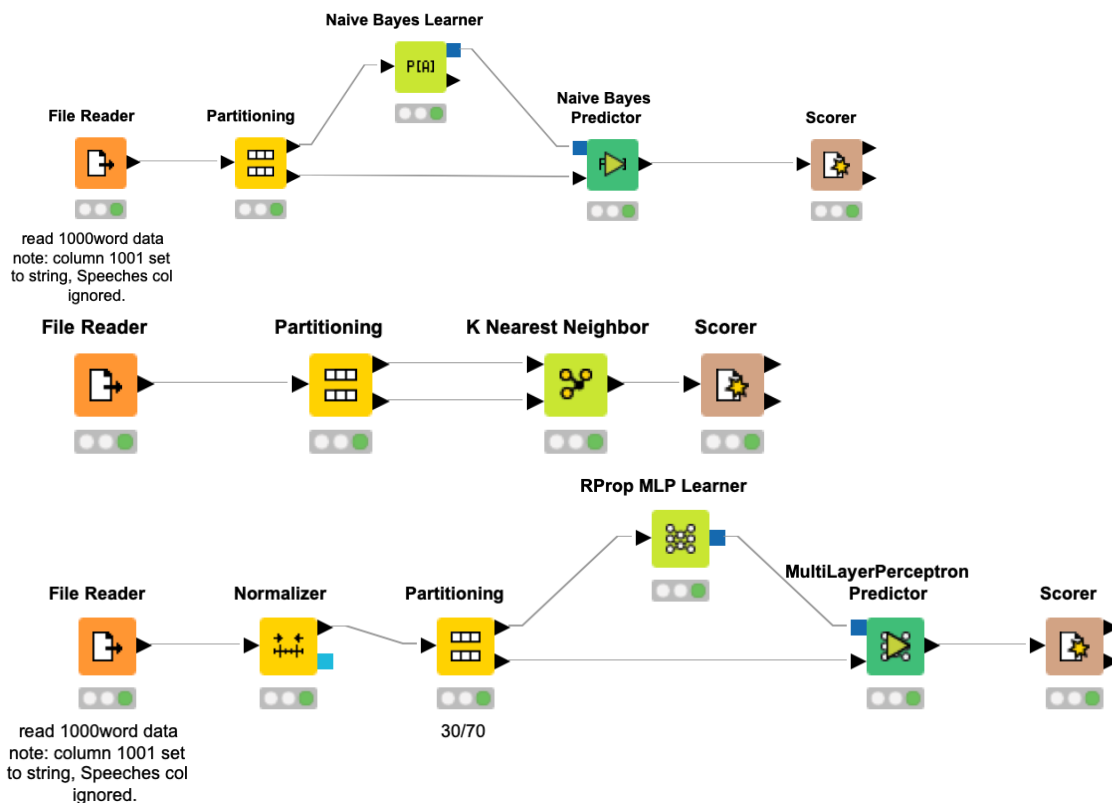 Naive Bayes Learner
P[A]
File Reader
Partitioning
Naive Bayes
Predictor
Scorer
read 1000word data
note: column 1001 set
to string, Speeches col
ignored.
File Reader
Partitioning
K Nearest Neighbor
Scorer
RProp MLP Learner
File Reader
Normalizer
Partitioning
MultiLayerPerceptron
Predictor
Scorer
read 1000word data
note: column 1001 set
to string, Speeches col
ignored.
30/70